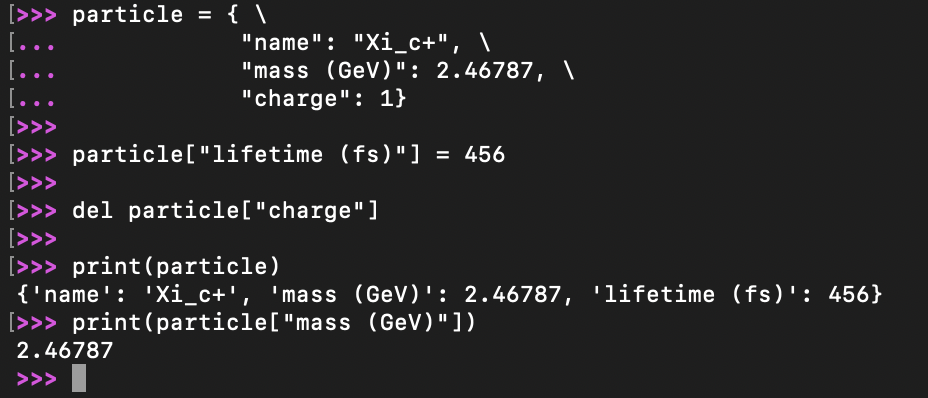 [>>> particle = { \
[...             "name": "Xi_c+", \
[...             "mass (GeV)": 2.46787, \
[...             "charge": 1}
[>>>
[>>> particle["lifetime (fs)"] = 456
[>>>
[>>> del particle["charge"]
[>>>
[>>> print(particle)
{'name': 'Xi_c+', 'mass (GeV)': 2.46787, 'lifetime (fs)': 456}
[>>> print(particle["mass (GeV)"])
2.46787
>>>